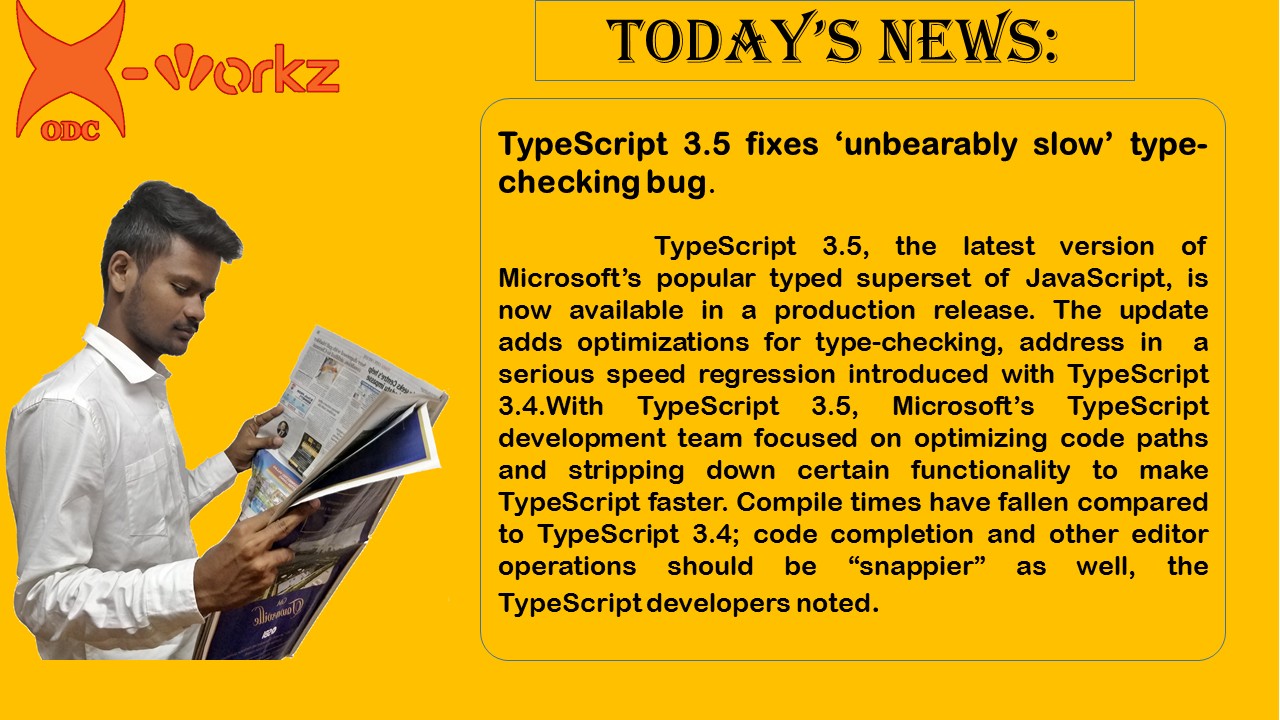 X-workz
ODC
TODAY'S NEWS:
TypeScript 3.5 fixes ‘unbearably slow’ type-
checking bug.
TypeScript 3.5, the latest version of
Microsoft’s popular typed superset of JavaScript, is
now available in a production release. The update
adds optimizations for type-checking, address in a
serious speed regression introduced with TypeScript
3.4.With TypeScript 3.5, Microsoft’s TypeScript
development team focused on optimizing code paths
and stripping down certain functionality to make
TypeScript faster. Compile times have fallen compared
to TypeScript 3.4; code completion and other editor
operations should be “snappier” as well, the
TypeScript developers noted.